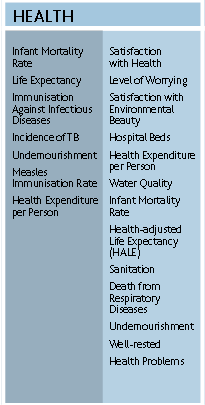 HEALTH
Infant Mortality
Rate
Life Expectancy
Immunisation
Against Infectious
Diseases
Incidence of TB
Undernourishment
Measles
Immunisation Rate
Health Expenditure
per Person
Satisfaction
with Health
Level of Worrying
Satisfaction with
Environmental
Beauty
Hospital Beds
Health Expenditure
per Person
Water Quality
Infant Mortality
Rate
Health-adjusted
Life Expectancy
(HALE)
Sanitation
Death from
Respiratory
Diseases
Undernourishment
Well-rested
Health Problems